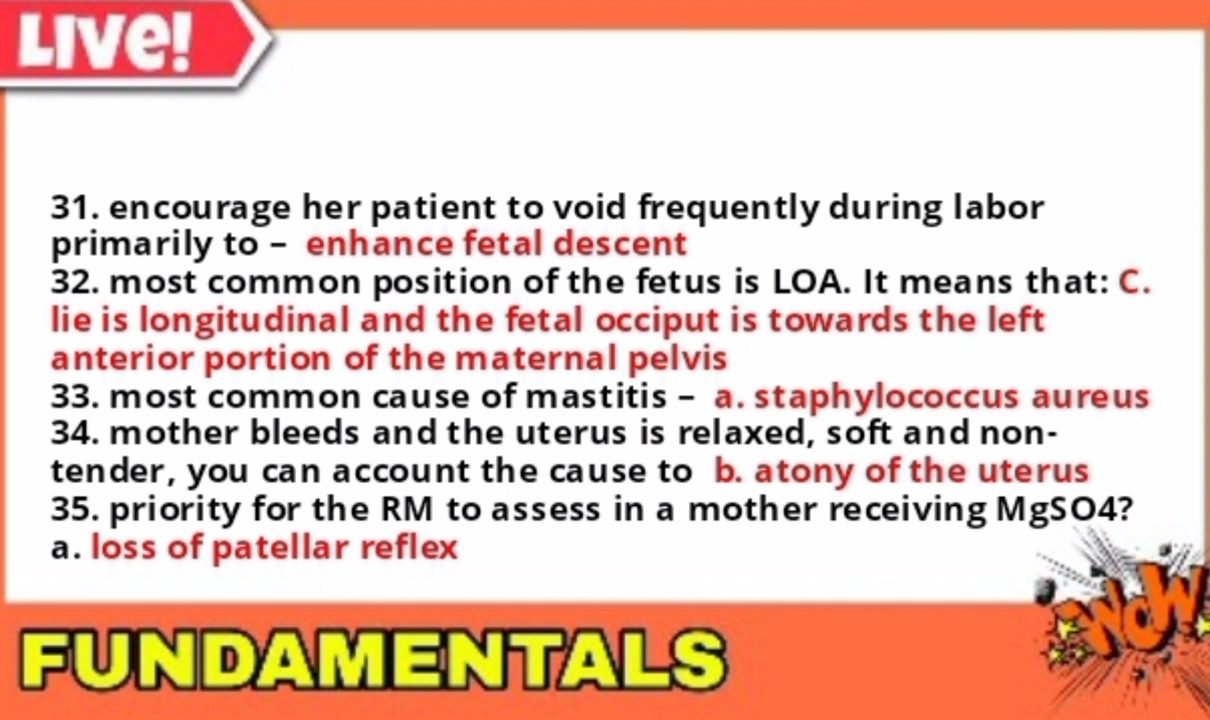 LIVe!
31. encourage her patient to void frequently during labor
primarily to – enhance fetal descent
32. most common position of the fetus is LOA. It means that: C.
lie is longitudinal and the fetal occiput is towards the left
anterior portion of the maternal pelvis
33. most common cause of mastitis – a. staphylococcus aureus
34. mother bleeds and the uterus is relaxed, soft and non-
tender, you can account the cause to b. atony of the uterus
35. priority for the RM to assess in a mother receiving MgSO4?
a. loss of patellar reflex
WOW
FUNDAMENTALS